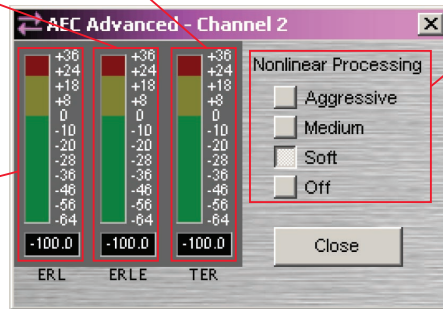 AEC Advanced - Channel 2
+36 +36 +36
+24 +24 +24
+18 +18 +18
+8 +8 +8
0 0 0
-10 -10 -10
-20 -20 -20
-28 -28 -28
-36 -36 -36
-46 -46 -46
-56 -56 -56
-64 -64 -64
-100.0 -100.0 -100.0
ERL ERLE TER
Nonlinear Processing
Aggressive
Medium
Soft
Off
Close